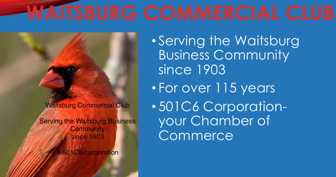 WAITSBURG COMMERCIAL CLUB
Waitsburg Commercial Club
Serving the Waitsburg Business
Community
since 1903
501C6 corporation
• Serving the Waitsburg
Business Community
since 1903
• For over 115 years
• 501C6 Corporation-
your Chamber of
Commerce